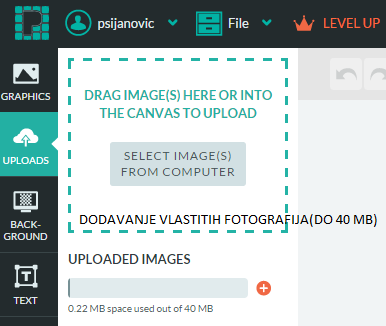 psijanovic
File
LEVEL UP
GRAPHICS
UPLOADS
BACK-
GROUND
TEXT
DRAG IMAGE(S) HERE OR INTO
THE CANVAS TO UPLOAD
SELECT IMAGE(S)
FROM COMPUTER
DODAVANJE VLASTITIH FOTOGRAFIJA(DO 40 MB)
UPLOADED IMAGES
0.22 MB space used out of 40 MB